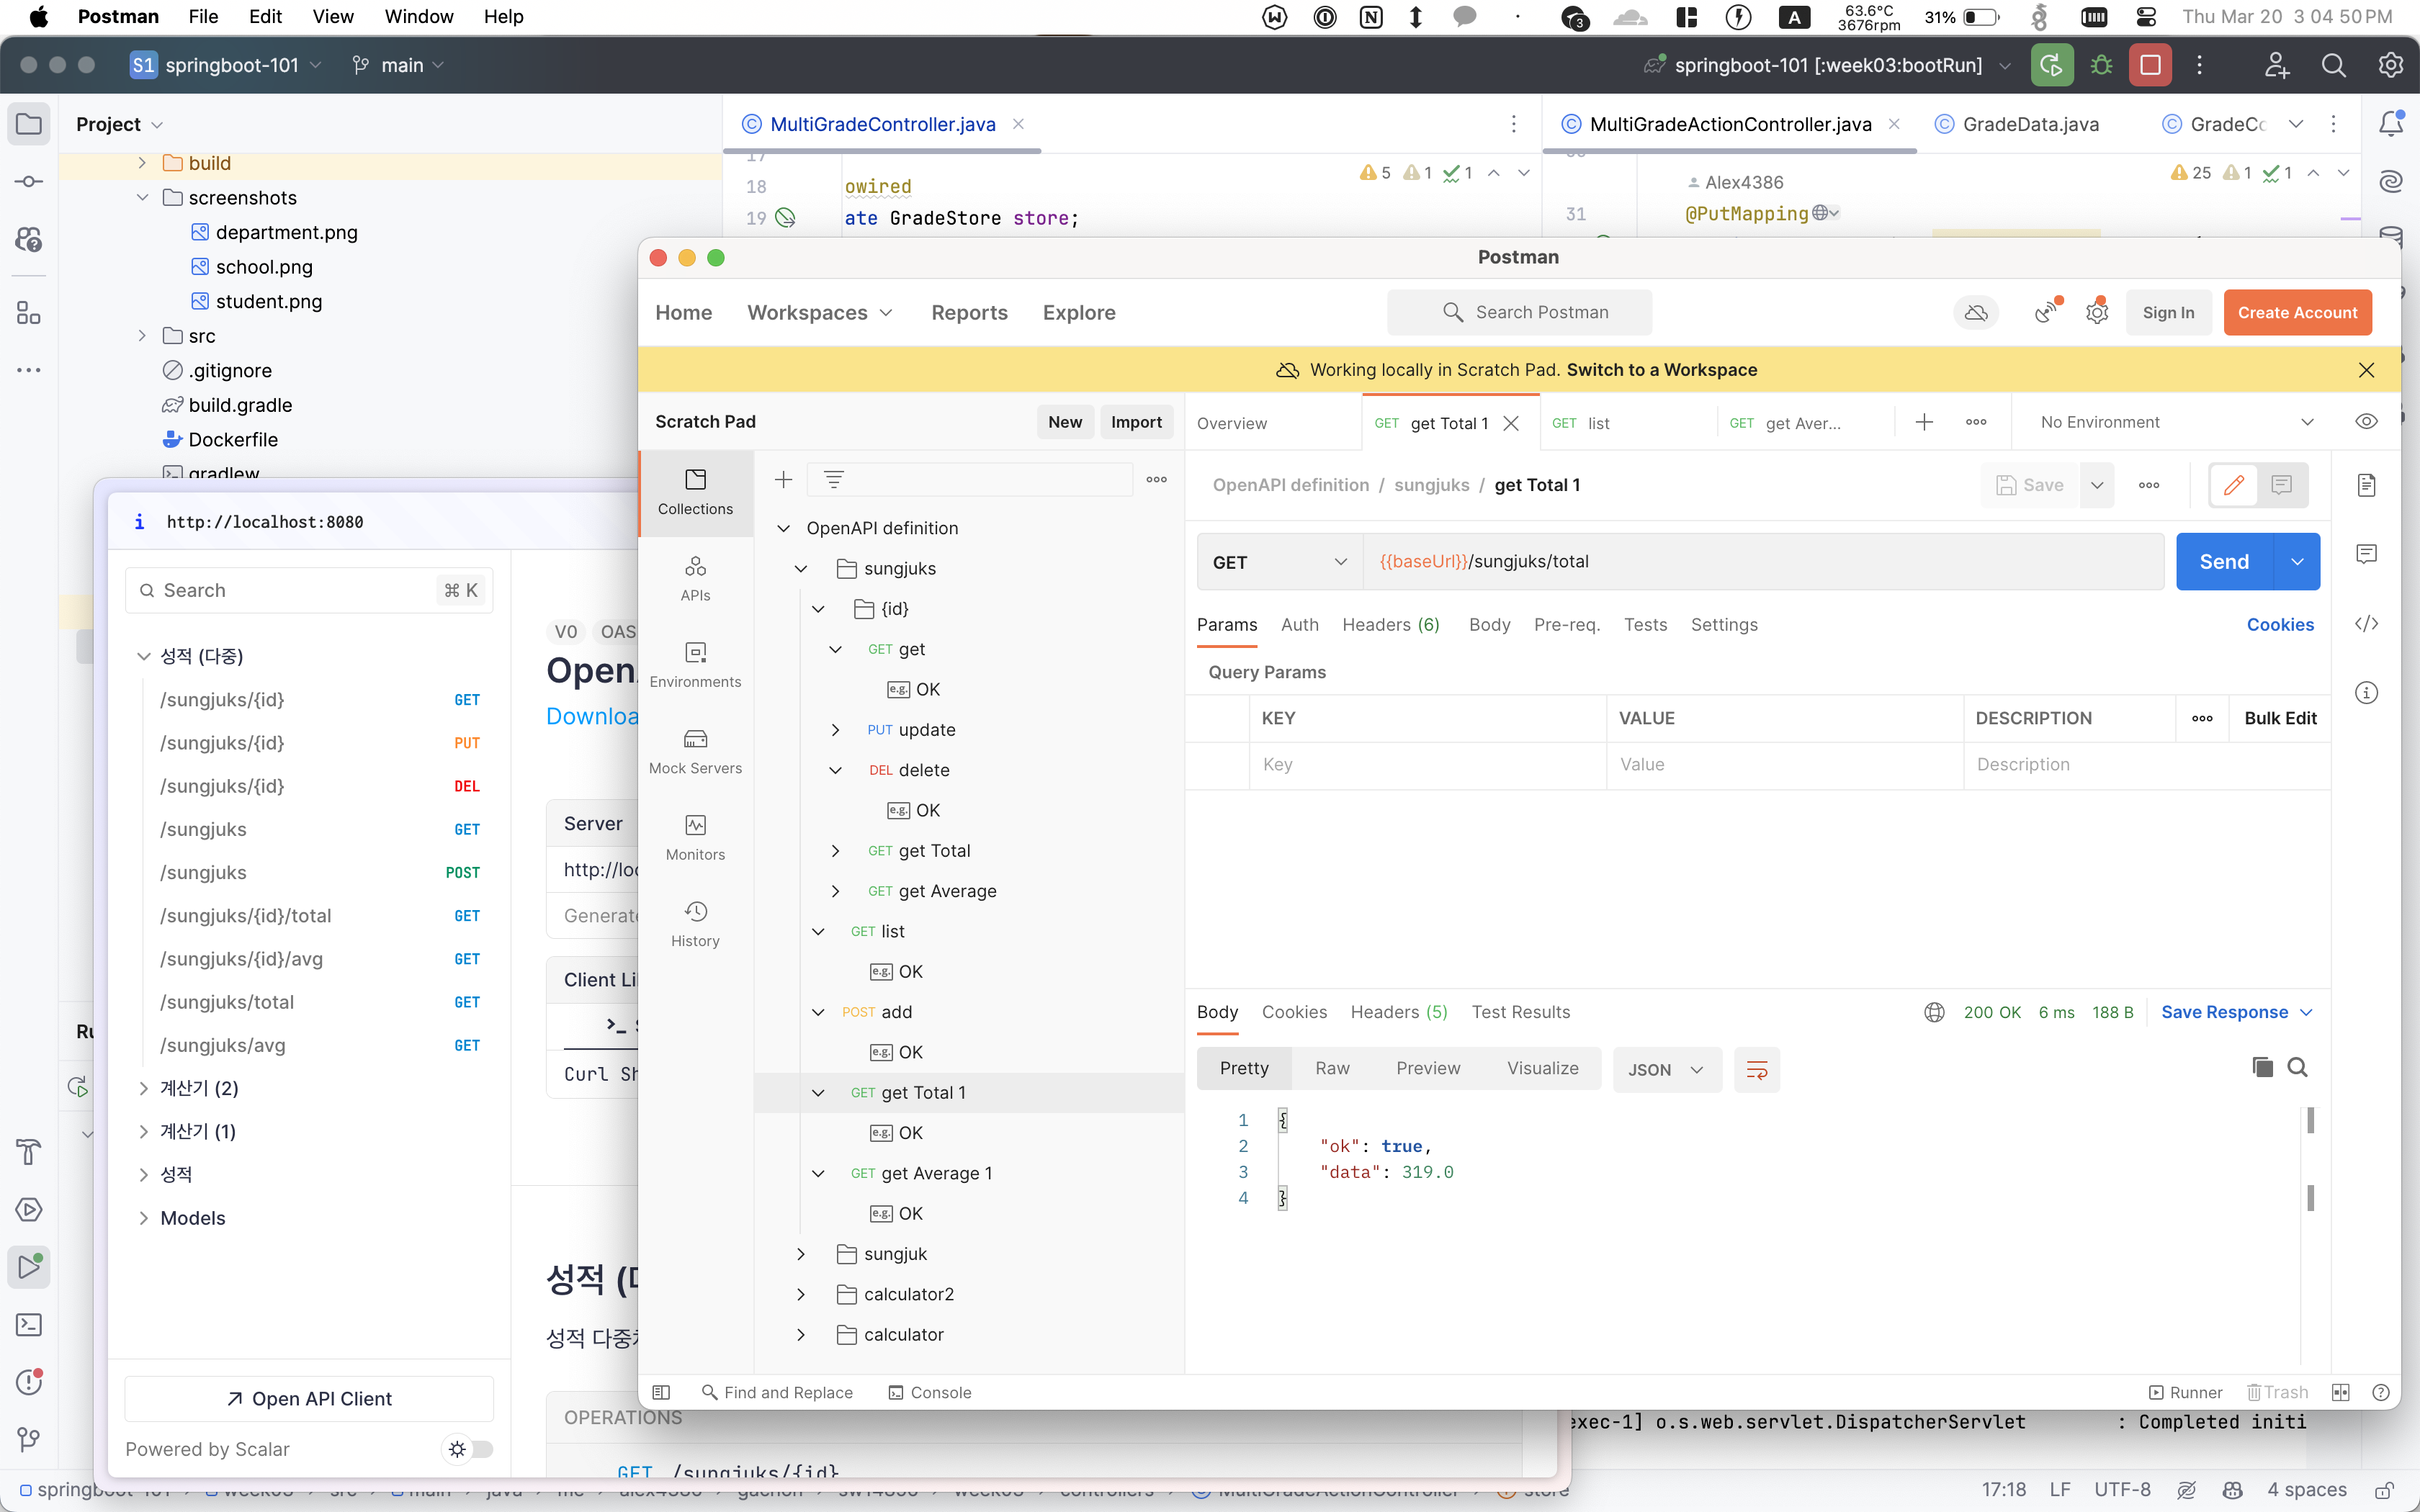 Postman File Edit View Window Help
3
A
63.6°C
3676rpm
31%
Thu Mar 20 3 04 50 PM
S1 springboot-101 main
springboot-101 [:week03:bootRun]
Project
MultiGradeController.java
MultiGradeActionController.java
GradeData.java
build
screenshots
department.png
school.png
student.png
src
.gitignore
build.gradle
Dockerfile
gradlew
17
18 owired
19 ate GradeStore store;
5 1 1
Alex4386
31 @PutMapping
25 1 1
http://localhost:8080
Search ⌘ K
성적 (다중)
/sungjuks/{id} GET
/sungjuks/{id} PUT
/sungjuks/{id} DEL
/sungjuks GET
/sungjuks POST
/sungjuks/{id}/total GET
/sungjuks/{id}/avg GET
/sungjuks/total GET
/sungjuks/avg GET
계산기 (2)
계산기 (1)
성적
Models
Open API Client
Powered by Scalar
V0 OAS
Open
Downloa
Server
http://loc
Generate
Client Li
Curl Sh
성적 (
성적 다중
OPERATIONS
GET /sungjuks/{id}
Postman
Home Workspaces Reports Explore
Search Postman
Sign In
Create Account
Working locally in Scratch Pad. Switch to a Workspace
Scratch Pad
New
Import
Overview
GET get Total 1
GET list
GET get Aver...
No Environment
Collections
APIs
Environments
Mock Servers
Monitors
History
OpenAPI definition
sungjuks
{id}
GET get
e.g. OK
PUT update
DEL delete
e.g. OK
GET get Total
GET get Average
GET list
e.g. OK
POST add
e.g. OK
GET get Total 1
e.g. OK
GET get Average 1
e.g. OK
sungjuk
calculator2
calculator
OpenAPI definition / sungjuks / get Total 1
Save
GET {{baseUrl}}/sungjuks/total
Send
Params Auth Headers (6) Body Pre-req. Tests Settings
Cookies
Query Params
KEY VALUE DESCRIPTION Bulk Edit
Key Value Description
Body Cookies Headers (5) Test Results
200 OK 6 ms 188 B
Save Response
Pretty Raw Preview Visualize
JSON
1 {
2 "ok": true,
3 "data": 319.0
4 }
Find and Replace
Console
Runner
Trash
exec-1] o.s.web.servlet.DispatcherServlet : Completed initi
17:18 LF UTF-8 4 spaces